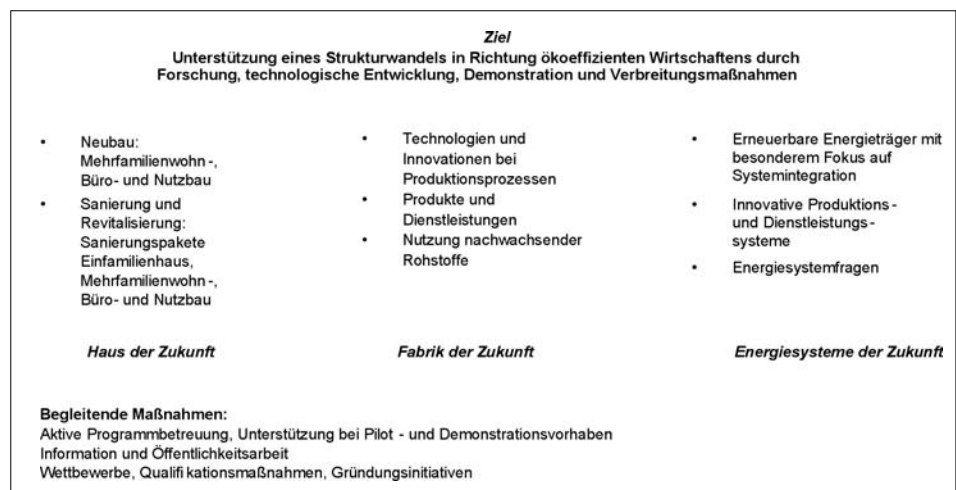 Ziel
Unterstützung eines Strukturwandels in Richtung ökoeffizienten Wirtschaftens durch
Forschung, technologische Entwicklung, Demonstration und Verbreitungsmaßnahmen
• Neubau:
Mehrfamilienwohn-,
Büro- und Nutzbau
• Sanierung und
Revitalisierung:
Sanierungspakete
Einfamilienhaus,
Mehrfamilienwohn-,
Büro- und Nutzbau
Haus der Zukunft
• Technologien und
Innovationen bei
Produktionsprozessen
• Produkte und
Dienstleistungen
• Nutzung nachwachsender
Rohstoffe
Fabrik der Zukunft
• Erneuerbare Energieträger mit
besonderem Fokus auf
Systemintegration
• Innovative Produktions-
und Dienstleistungs-
systeme
• Energiesystemfragen
Energiesysteme der Zukunft
Begleitende Maßnahmen:
Aktive Programmbetreuung, Unterstützung bei Pilot - und Demonstrationsvorhaben
Information und Öffentlichkeitsarbeit
Wettbewerbe, Qualifikationsmaßnahmen, Gründungsinitiativen